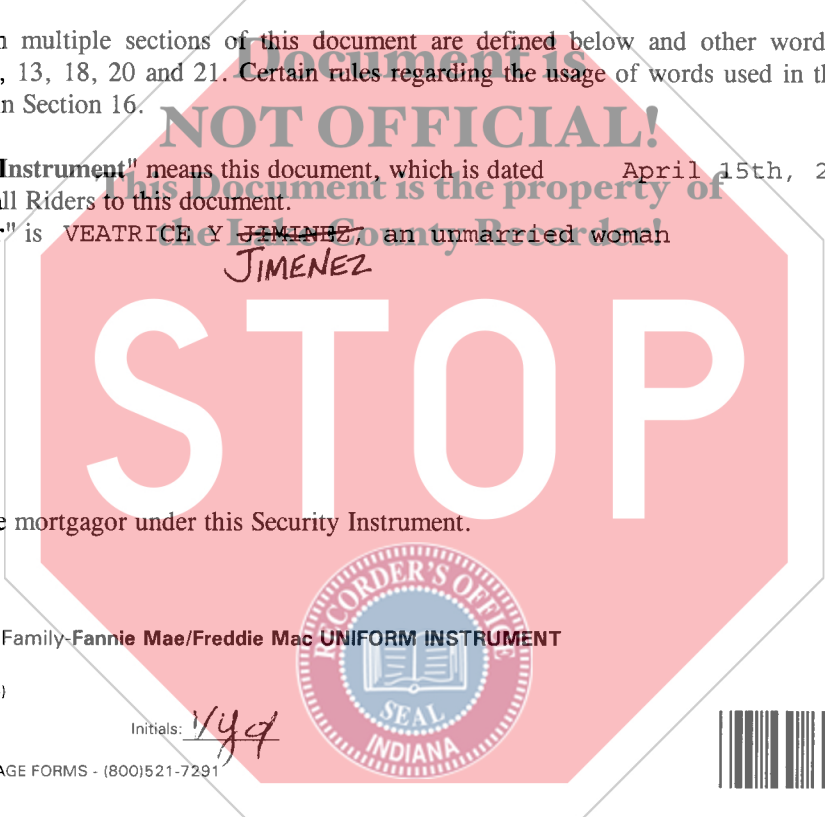 n multiple sections of this document are defined below and other word
, 13, 18, 20 and 21. Certain rules regarding the usage of words used in th
n Section 16.
Document is
NOT OFFICIAL!
This Document is the property of
the Lake County Recorder!
Instrument" means this document, which is dated April 15th, 2
ll Riders to this document.
" is VEATRICE Y JIMINEZ, an unmarried woman
JIMENEZ
STOP
e mortgagor under this Security Instrument.
RECORDER'S OFFICE
SEAL
INDIANA
Family-Fannie Mae/Freddie Mac UNIFORM INSTRUMENT
)
Initials: VYJ
AGE FORMS - (800)521-7291